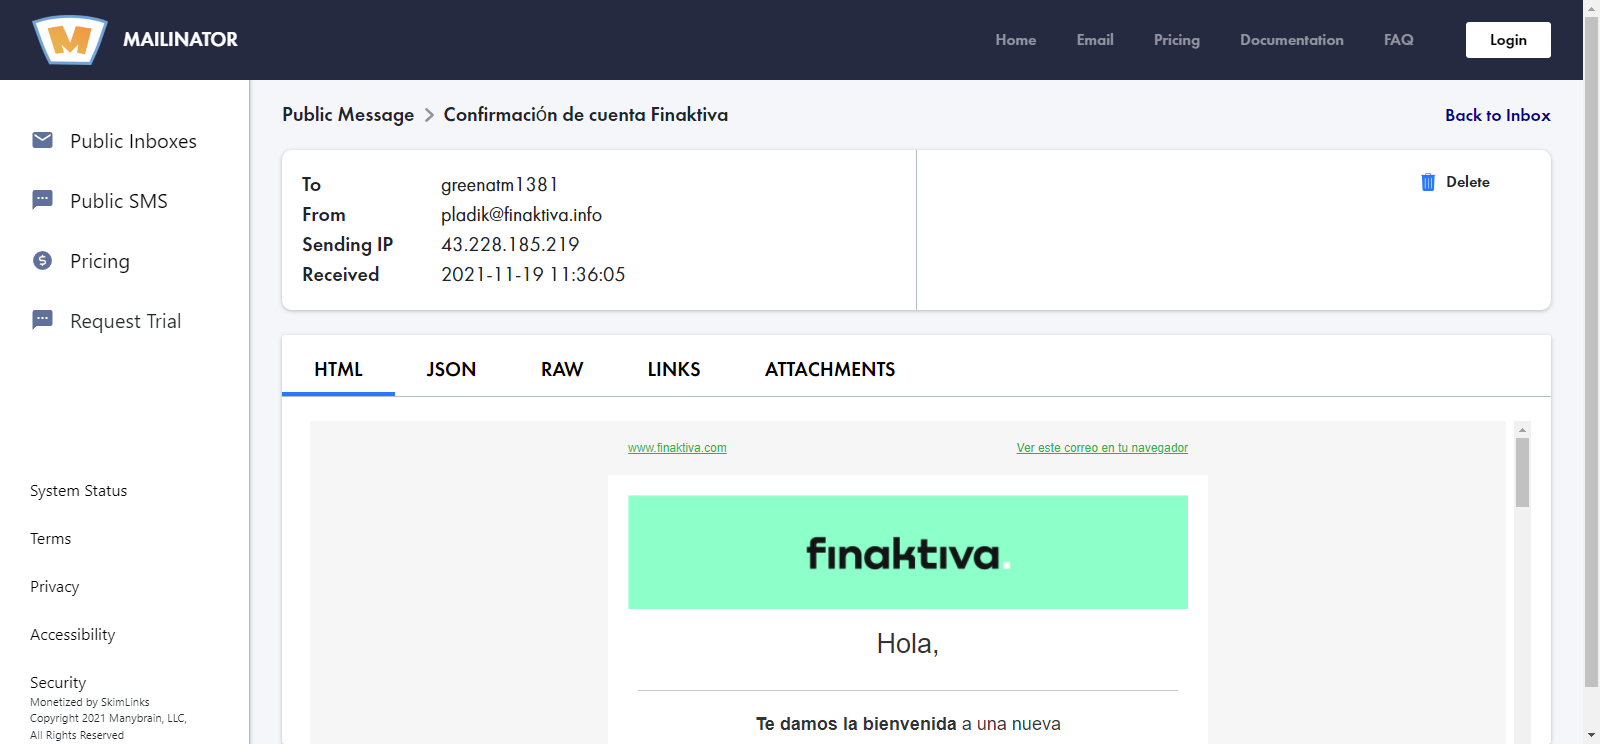 MAILINATOR
Home Email Pricing Documentation FAQ Login
Public Inboxes
Public SMS
Pricing
Request Trial
System Status
Terms
Privacy
Accessibility
Security
Monetized by SkimLinks
Copyright 2021 Manybrain, LLC,
All Rights Reserved
Public Message > Confirmación de cuenta Finaktiva
Back to Inbox
To greenatm1381
From pladik@finaktiva.info
Sending IP 43.228.185.219
Received 2021-11-19 11:36:05
Delete
HTML JSON RAW LINKS ATTACHMENTS
www.finaktiva.com Ver este correo en tu navegador
finaktiva.
Hola,
Te damos la bienvenida a una nueva